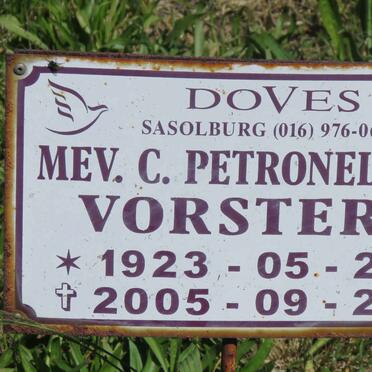 DOVES
SASOLBURG (016) 976-0
MEV. C. PETRONEL
VORSTER
1923 - 05 - 2
2005 - 09 - 2